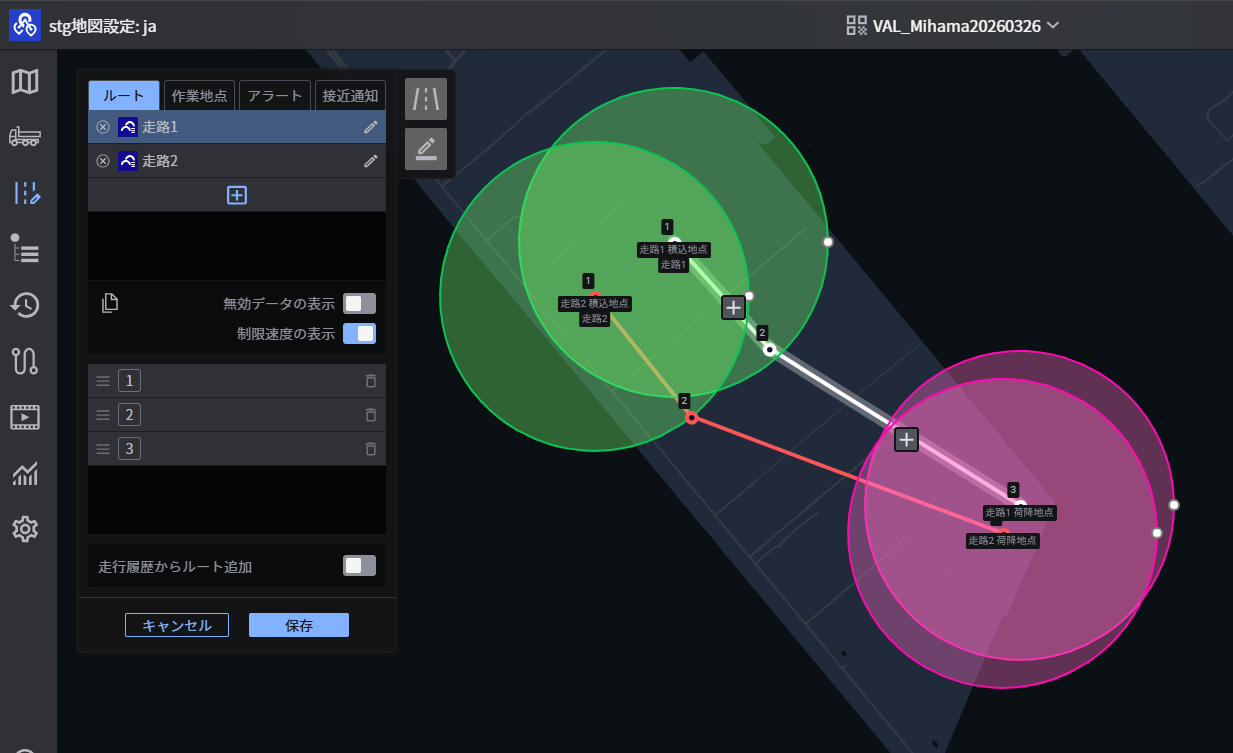 stg地図設定: ja
VAL_Mihama20260326
ルート
作業地点
アラート
接近通知
走路1
走路2
無効データの表示
制限速度の表示
1
2
3
走行履歴からルート追加
キャンセル
保存
1
走路1 積込地点
走路1
1
走路2 積込地点
走路2
2
2
3
走路1 荷降地点
走路2 荷降地点